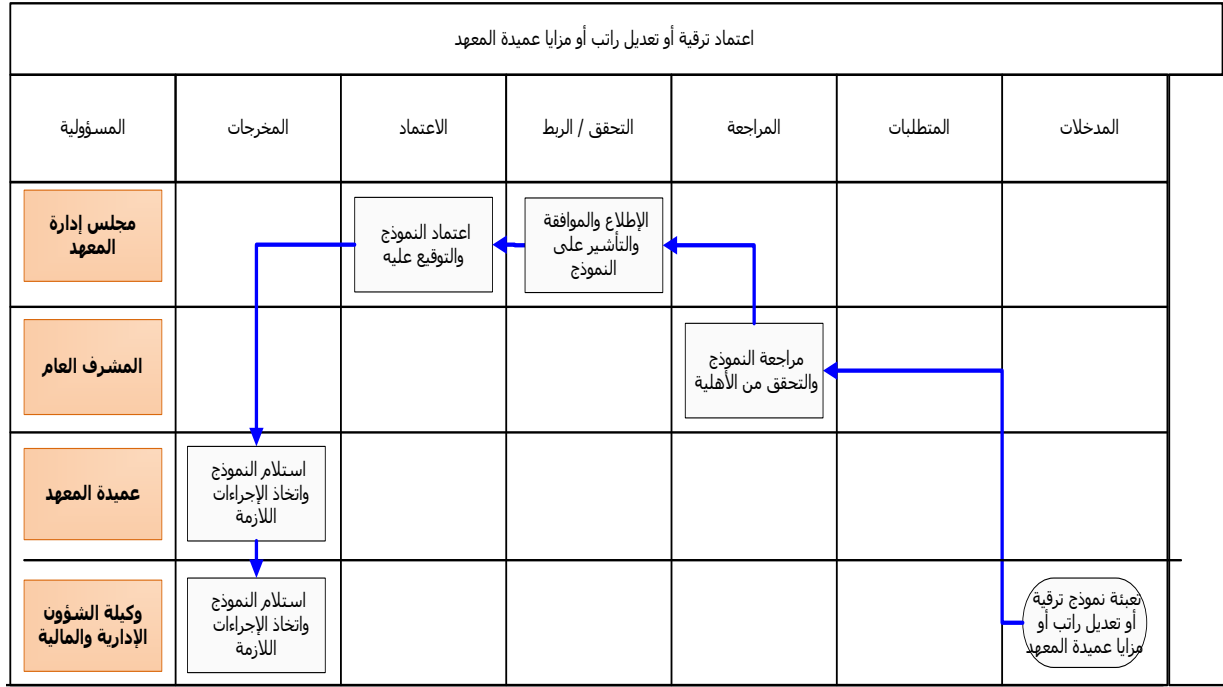 اعتماد ترقية أو تعديل راتب أو مزايا عميدة المعهد
المدخلات
المتطلبات
المراجعة
التحقق / الربط
الاعتماد
المخرجات
المسؤولية
الإطلاع والموافقة
والتأشير على
النموذج
اعتماد النموذج
والتوقيع عليه
مجلس إدارة
المعهد
مراجعة النموذج
والتحقق من الأهلية
المشرف العام
استلام النموذج
واتخاذ الإجراءات
اللازمة
عميدة المعهد
تعبئة نموذج ترقية
أو تعديل راتب أو
مزايا عميدة المعهد
استلام النموذج
واتخاذ الإجراءات
اللازمة
وكيلة الشؤون
الإدارية والمالية